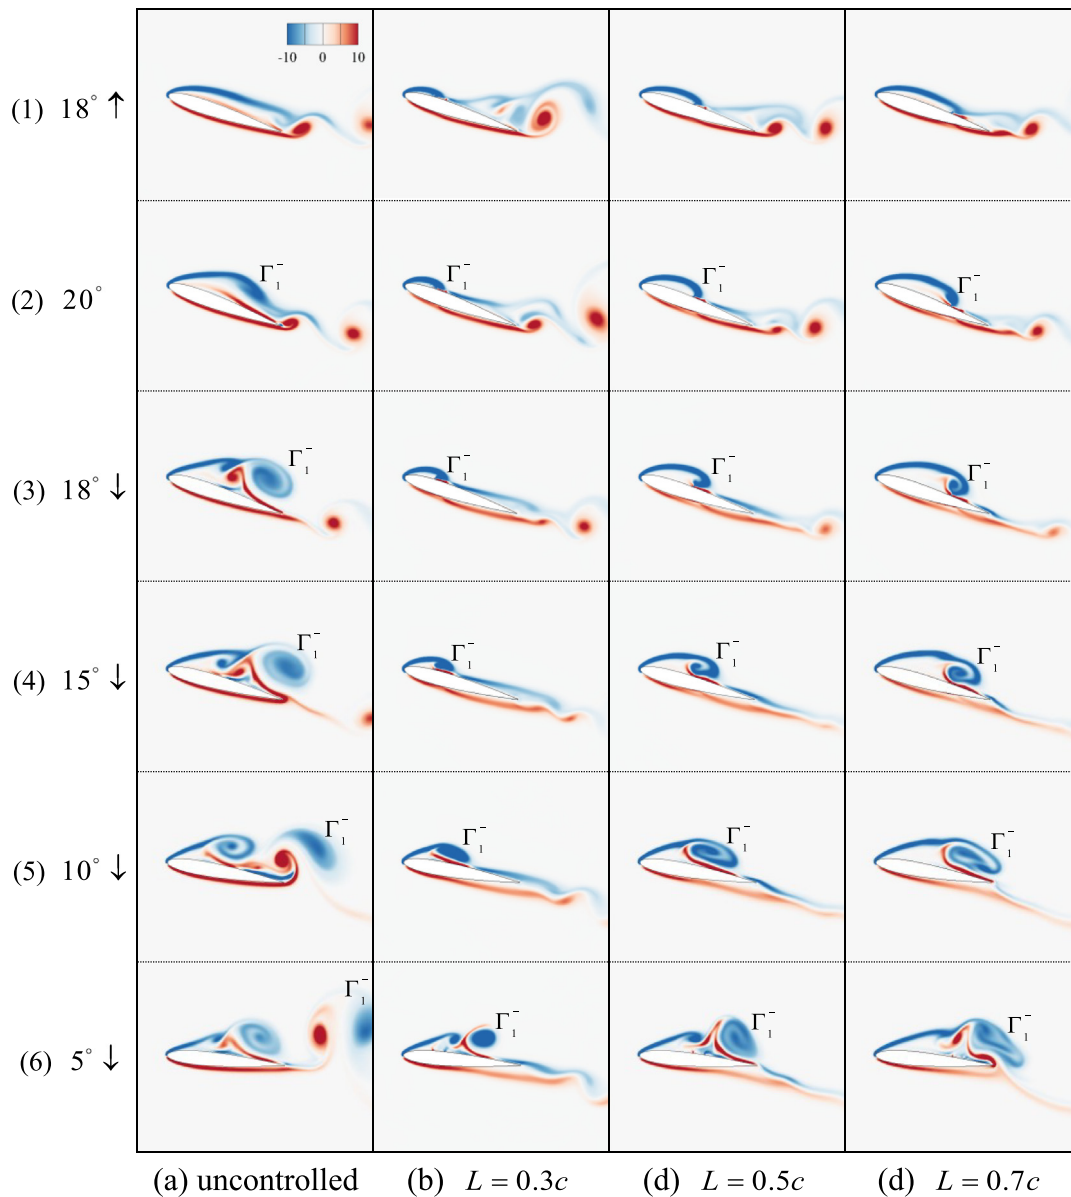 -10 0 10
(1) 18° ↑
(2) 20°
Γ₁⁻
Γ₁⁻
Γ₁⁻
Γ₁⁻
(3) 18° ↓
Γ₁⁻
Γ₁⁻
Γ₁⁻
Γ₁⁻
(4) 15° ↓
Γ₁⁻
Γ₁⁻
Γ₁⁻
Γ₁⁻
(5) 10° ↓
Γ₁⁻
Γ₁⁻
Γ₁⁻
Γ₁⁻
(6) 5° ↓
Γ₁⁻
Γ₁⁻
Γ₁⁻
Γ₁⁻
(a) uncontrolled (b) L = 0.3c (d) L = 0.5c (d) L = 0.7c